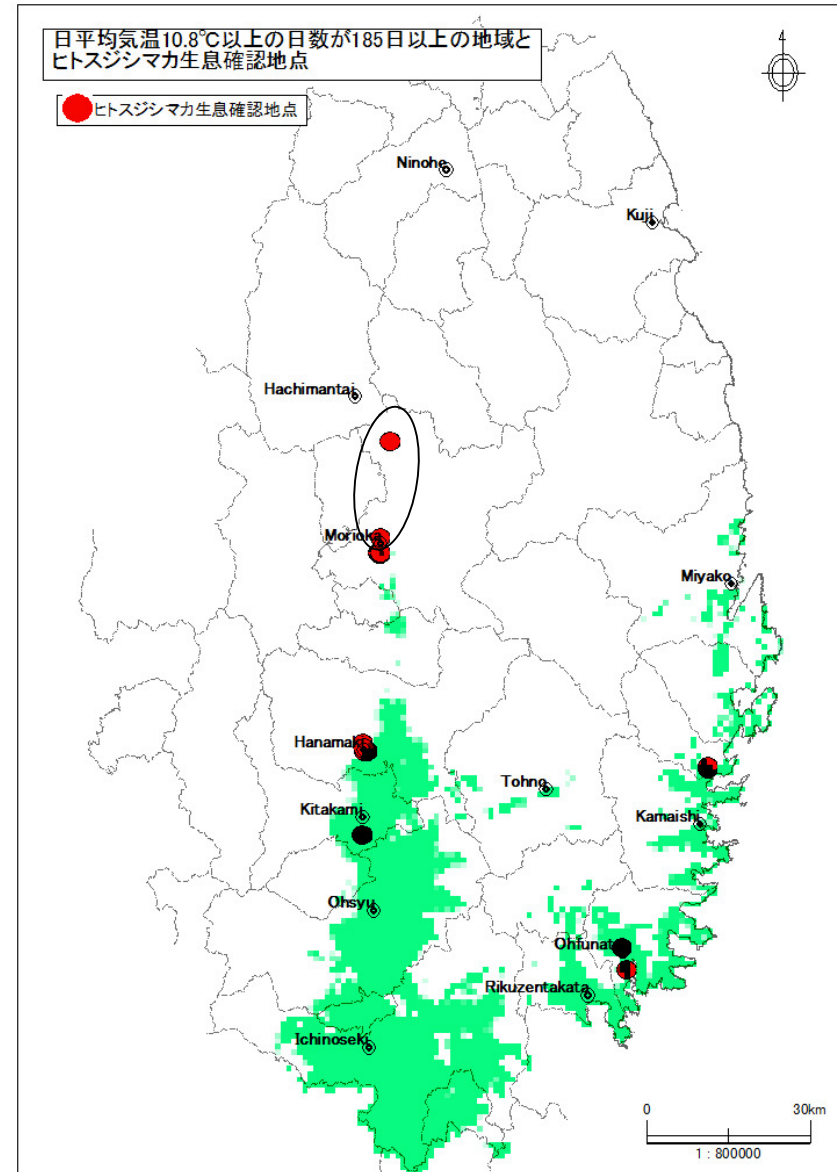 日平均気温10.8℃以上の日数が185日以上の地域と
ヒトスジシマカ生息確認地点
ヒトスジシマカ生息確認地点
4
Ninohe
Kuji
Hachimantai
Morioka
Miyako
Hanamaki
Tohno
Kitakami
Kamaishi
Ohsyu
Ohfunato
Rikuzentakata
Ichinoseki
0 30km
1 : 800000